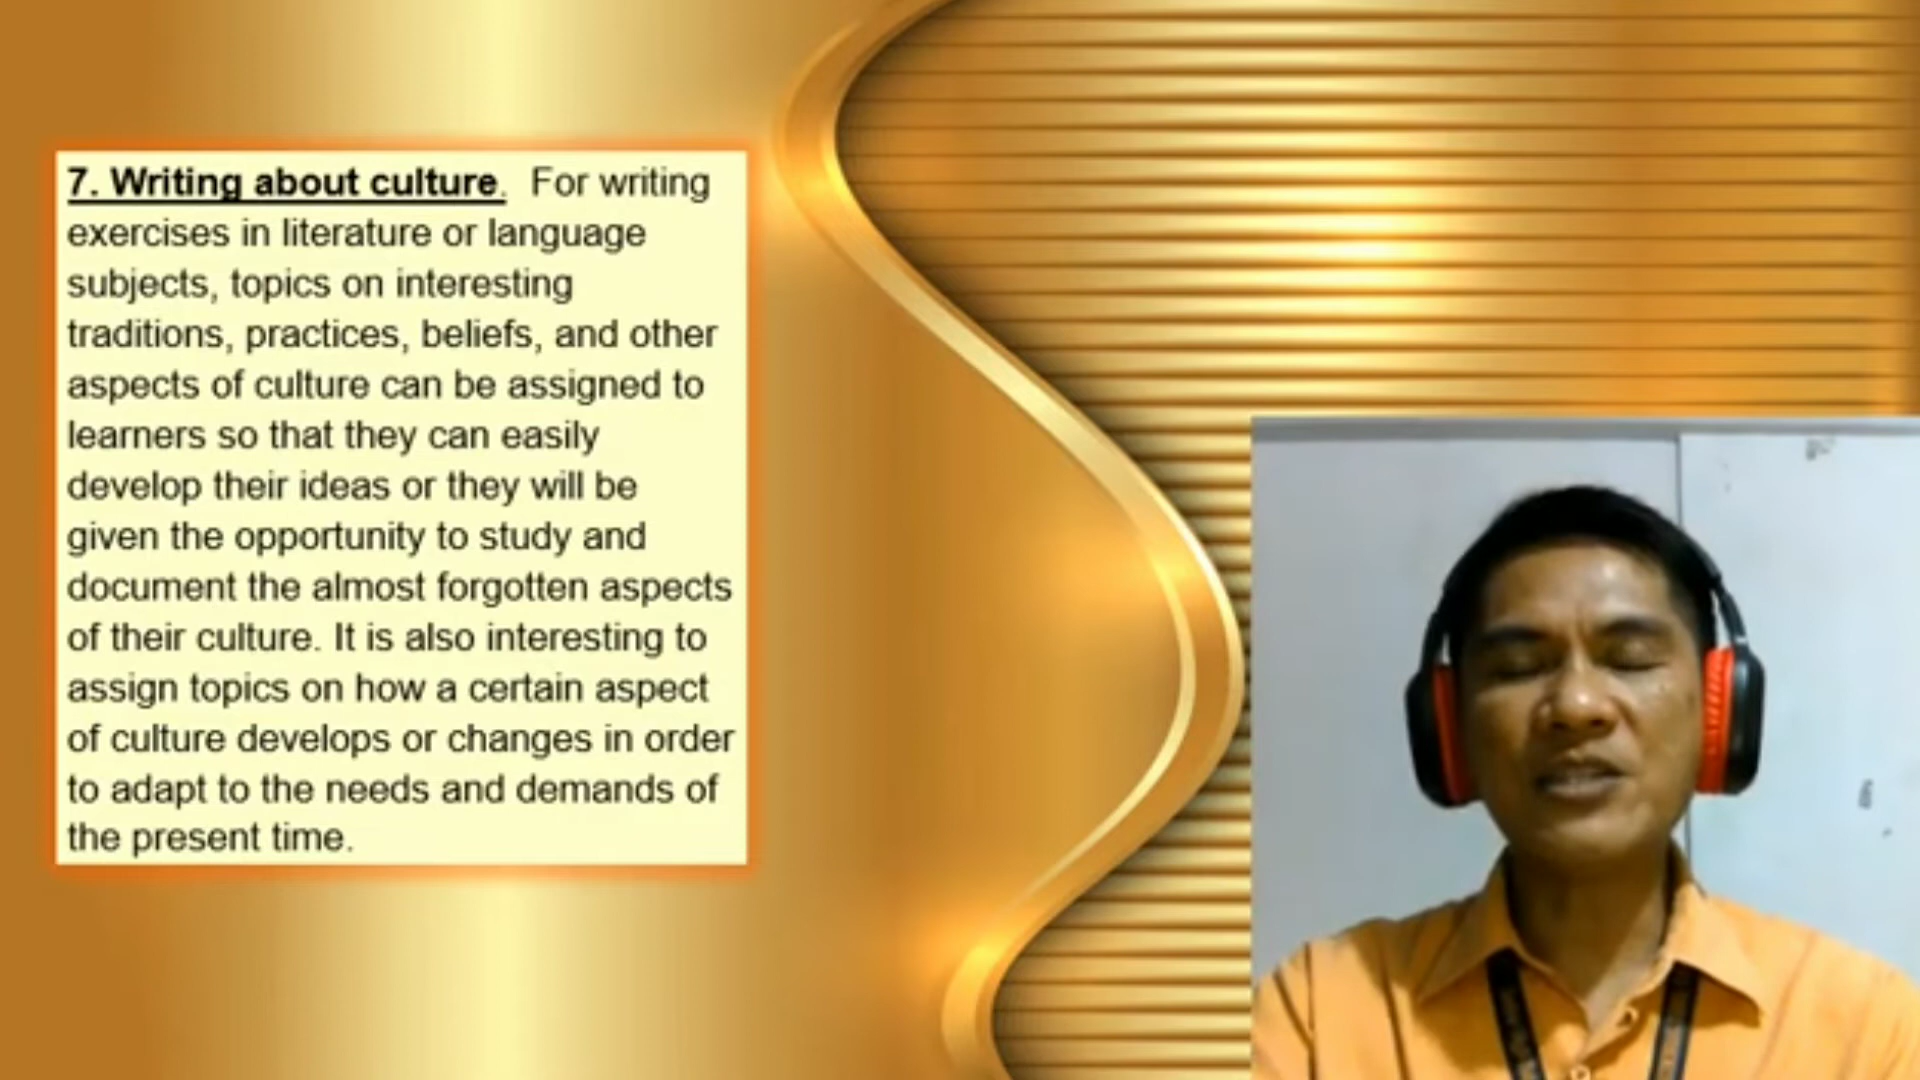 7. Writing about culture. For writing
exercises in literature or language
subjects, topics on interesting
traditions, practices, beliefs, and other
aspects of culture can be assigned to
learners so that they can easily
develop their ideas or they will be
given the opportunity to study and
document the almost forgotten aspects
of their culture. It is also interesting to
assign topics on how a certain aspect
of culture develops or changes in order
to adapt to the needs and demands of
the present time.